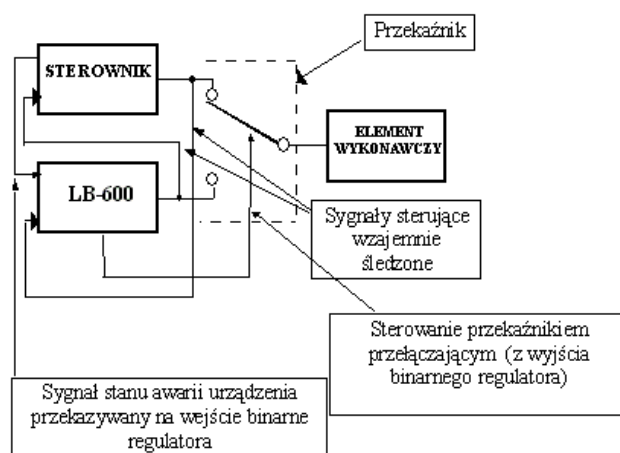 Przekaźnik
STEROWNIK
ELEMENT
WYKONAWCZY
LB-600
Sygnały sterujące
wzajemnie
śledzone
Sterowanie przekaźnikiem
przełączającym (z wyjścia
binarnego regulatora)
Sygnał stanu awarii urządzenia
przekazywany na wejście binarne
regulatora